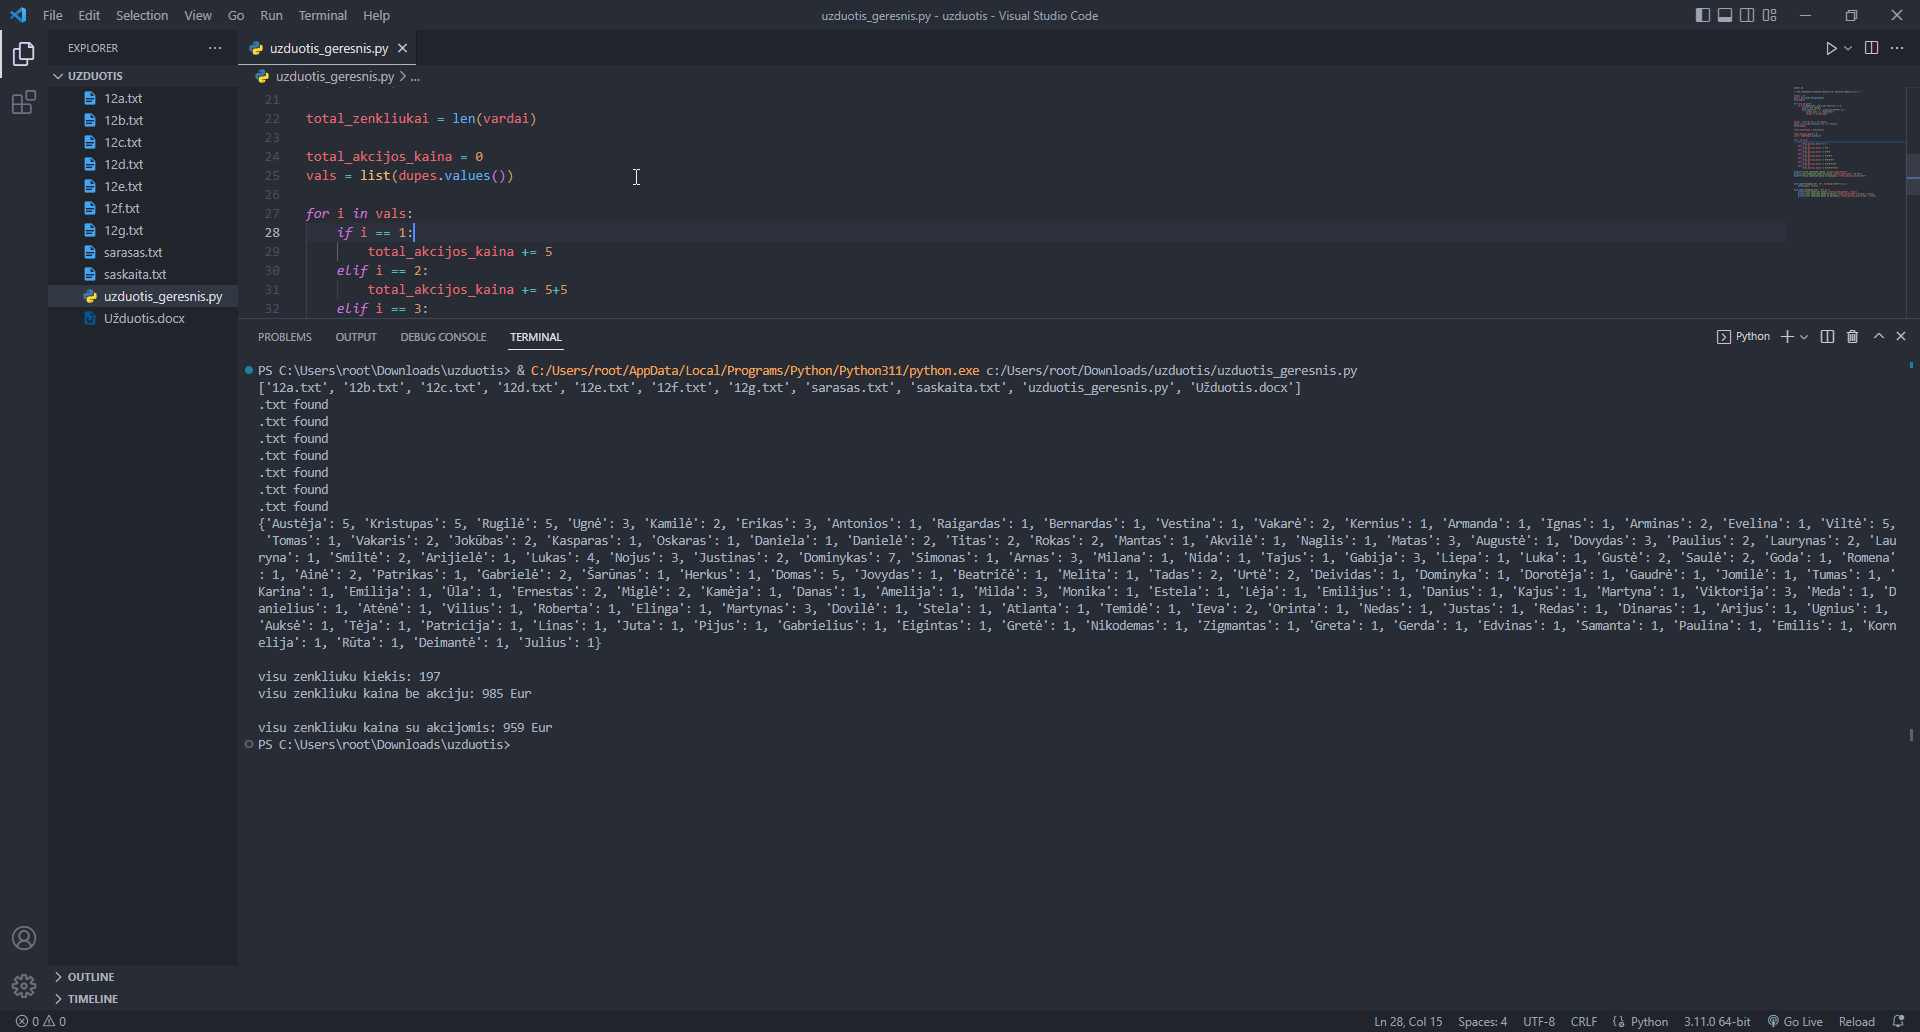 File Edit Selection View Go Run Terminal Help
uzduotis_geresnis.py - uzduotis - Visual Studio Code
EXPLORER
UZDUOTIS
12a.txt
12b.txt
12c.txt
12d.txt
12e.txt
12f.txt
12g.txt
sarasas.txt
saskaita.txt
uzduotis_geresnis.py
Užduotis.docx
OUTLINE
TIMELINE
uzduotis_geresnis.py
uzduotis_geresnis.py > ...
21
22 total_zenkliukai = len(vardai)
23
24 total_akcijos_kaina = 0
25 vals = list(dupes.values())
26
27 for i in vals:
28     if i == 1:
29         total_akcijos_kaina += 5
30     elif i == 2:
31         total_akcijos_kaina += 5+5
32     elif i == 3:
PROBLEMS OUTPUT DEBUG CONSOLE TERMINAL
Python
PS C:\Users\root\Downloads\uzduotis> & C:/Users/root/AppData/Local/Programs/Python/Python311/python.exe c:/Users/root/Downloads/uzduotis/uzduotis_geresnis.py
['12a.txt', '12b.txt', '12c.txt', '12d.txt', '12e.txt', '12f.txt', '12g.txt', 'sarasas.txt', 'saskaita.txt', 'uzduotis_geresnis.py', 'Užduotis.docx']
.txt found
.txt found
.txt found
.txt found
.txt found
.txt found
.txt found
{'Austėja': 5, 'Kristupas': 5, 'Rugilė': 5, 'Ugnė': 3, 'Kamilė': 2, 'Erikas': 3, 'Antonios': 1, 'Raigardas': 1, 'Bernardas': 1, 'Vestina': 1, 'Vakarė': 2, 'Kernius': 1, 'Armanda': 1, 'Ignas': 1, 'Arminas': 2, 'Evelina': 1, 'Viltė': 5,
'Tomas': 1, 'Vakaris': 2, 'Jokūbas': 2, 'Kasparas': 1, 'Oskaras': 1, 'Daniela': 1, 'Danielė': 2, 'Titas': 2, 'Rokas': 2, 'Mantas': 1, 'Akvilė': 1, 'Naglis': 1, 'Matas': 3, 'Augustė': 1, 'Dovydas': 3, 'Paulius': 2, 'Laurynas': 2, 'Lau
ryna': 1, 'Smiltė': 2, 'Arijielė': 1, 'Lukas': 4, 'Nojus': 3, 'Justinas': 2, 'Dominykas': 7, 'Simonas': 1, 'Arnas': 3, 'Milana': 1, 'Nida': 1, 'Tajus': 1, 'Gabija': 3, 'Liepa': 1, 'Luka': 1, 'Gustė': 2, 'Saulė': 2, 'Goda': 1, 'Romena'
: 1, 'Ainė': 2, 'Patrikas': 1, 'Gabrielė': 2, 'Šarūnas': 1, 'Herkus': 1, 'Domas': 5, 'Jovydas': 1, 'Beatričė': 1, 'Melita': 1, 'Tadas': 2, 'Urtė': 2, 'Deividas': 1, 'Dominyka': 1, 'Dorotėja': 1, 'Gaudrė': 1, 'Jomilė': 1, 'Tumas': 1, '
Karina': 1, 'Emilija': 1, 'Ūla': 1, 'Ernestas': 2, 'Miglė': 2, 'Kamėja': 1, 'Danas': 1, 'Amelija': 1, 'Milda': 3, 'Monika': 1, 'Estela': 1, 'Lėja': 1, 'Emilijus': 1, 'Danius': 1, 'Kajus': 1, 'Martyna': 1, 'Viktorija': 3, 'Meda': 1, 'D
anielius': 1, 'Atėnė': 1, 'Vilius': 1, 'Roberta': 1, 'Elinga': 1, 'Martynas': 3, 'Dovilė': 1, 'Stela': 1, 'Atlanta': 1, 'Temidė': 1, 'Ieva': 2, 'Orinta': 1, 'Nedas': 1, 'Justas': 1, 'Redas': 1, 'Dinaras': 1, 'Arijus': 1, 'Ugnius': 1,
'Auksė': 1, 'Tėja': 1, 'Patricija': 1, 'Linas': 1, 'Juta': 1, 'Pijus': 1, 'Gabrielius': 1, 'Eigintas': 1, 'Gretė': 1, 'Nikodemas': 1, 'Zigmantas': 1, 'Greta': 1, 'Gerda': 1, 'Edvinas': 1, 'Samanta': 1, 'Paulina': 1, 'Emilis': 1, 'Korn
elija': 1, 'Rūta': 1, 'Deimantė': 1, 'Julius': 1}
visu zenkliuku kiekis: 197
visu zenkliuku kaina be akciju: 985 Eur
visu zenkliuku kaina su akcijomis: 959 Eur
PS C:\Users\root\Downloads\uzduotis>
0 0 Ln 28, Col 15 Spaces: 4 UTF-8 CRLF Python 3.11.0 64-bit Go Live Reload